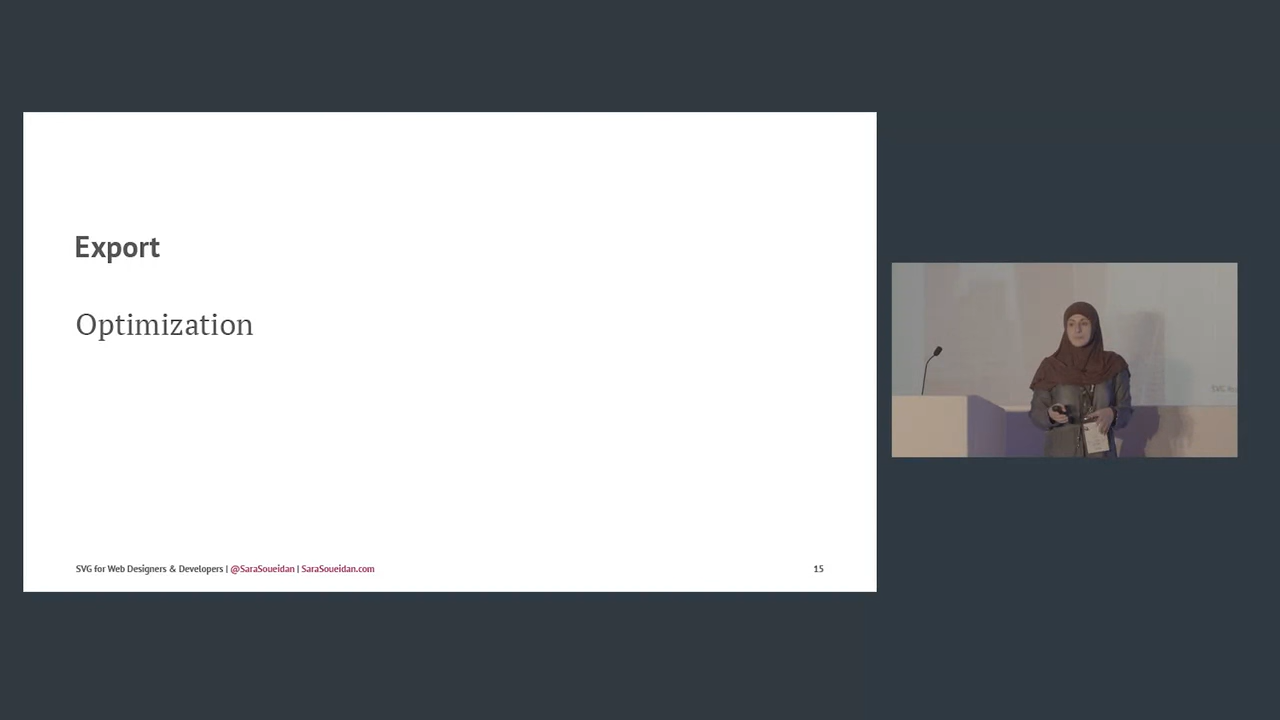 Export
Optimization
SVG for Web Designers & Developers | @SaraSoueidan | SaraSoueidan.com
15